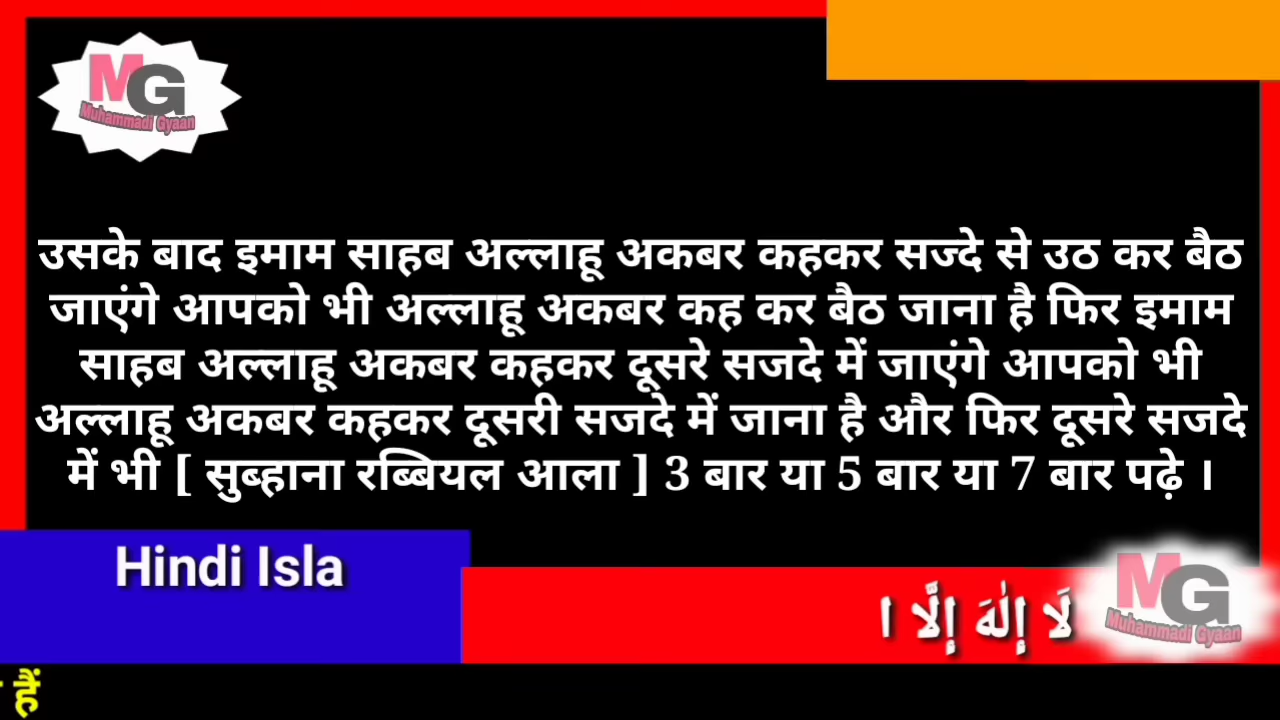 MG
Muhammadi Gyaan
उसके बाद इमाम साहब अल्लाहू अकबर कहकर सज्दे से उठ कर बैठ
जाएंगे आपको भी अल्लाहू अकबर कह कर बैठ जाना है फिर इमाम
साहब अल्लाहू अकबर कहकर दूसरे सजदे में जाएंगे आपको भी
अल्लाहू अकबर कहकर दूसरी सजदे में जाना है और फिर दूसरे सजदे
में भी [ सुब्हाना रब्बियल आला ] 3 बार या 5 बार या 7 बार पढ़े ।
Hindi Isla
لَا إِلٰهَ إِلَّا ا
MG
Muhammadi Gyaan
हैं